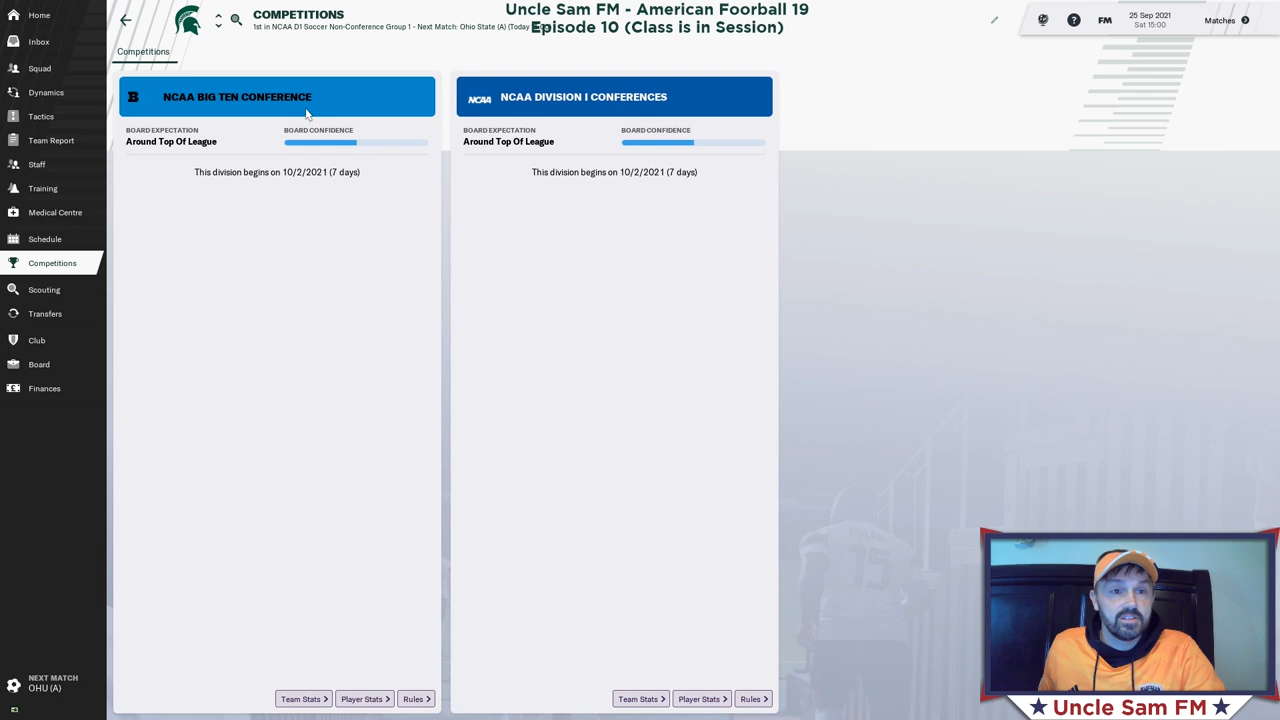 Uncle Sam FM - American Foorball 19
Episode 10 (Class is in Session)
COMPETITIONS
1st in NCAA D1 Soccer Non-Conference Group 1 - Next Match: Ohio State (A) (Today
FM
25 Sep 2021
Sat 15:00
Matches
Competitions
Home
Inbox
Squad
Dynamics
Tactics
Team Report
Staff
Training
Medical Centre
Schedule
Competitions
Scouting
Transfers
Club
Board
Finances
NEXT MATCH
OHU (A)
B NCAA BIG TEN CONFERENCE
BOARD EXPECTATION BOARD CONFIDENCE
Around Top Of League
This division begins on 10/2/2021 (7 days)
Team Stats Player Stats Rules
NCAA NCAA DIVISION I CONFERENCES
BOARD EXPECTATION BOARD CONFIDENCE
Around Top Of League
This division begins on 10/2/2021 (7 days)
Team Stats Player Stats Rules
15
Uncle Sam FM